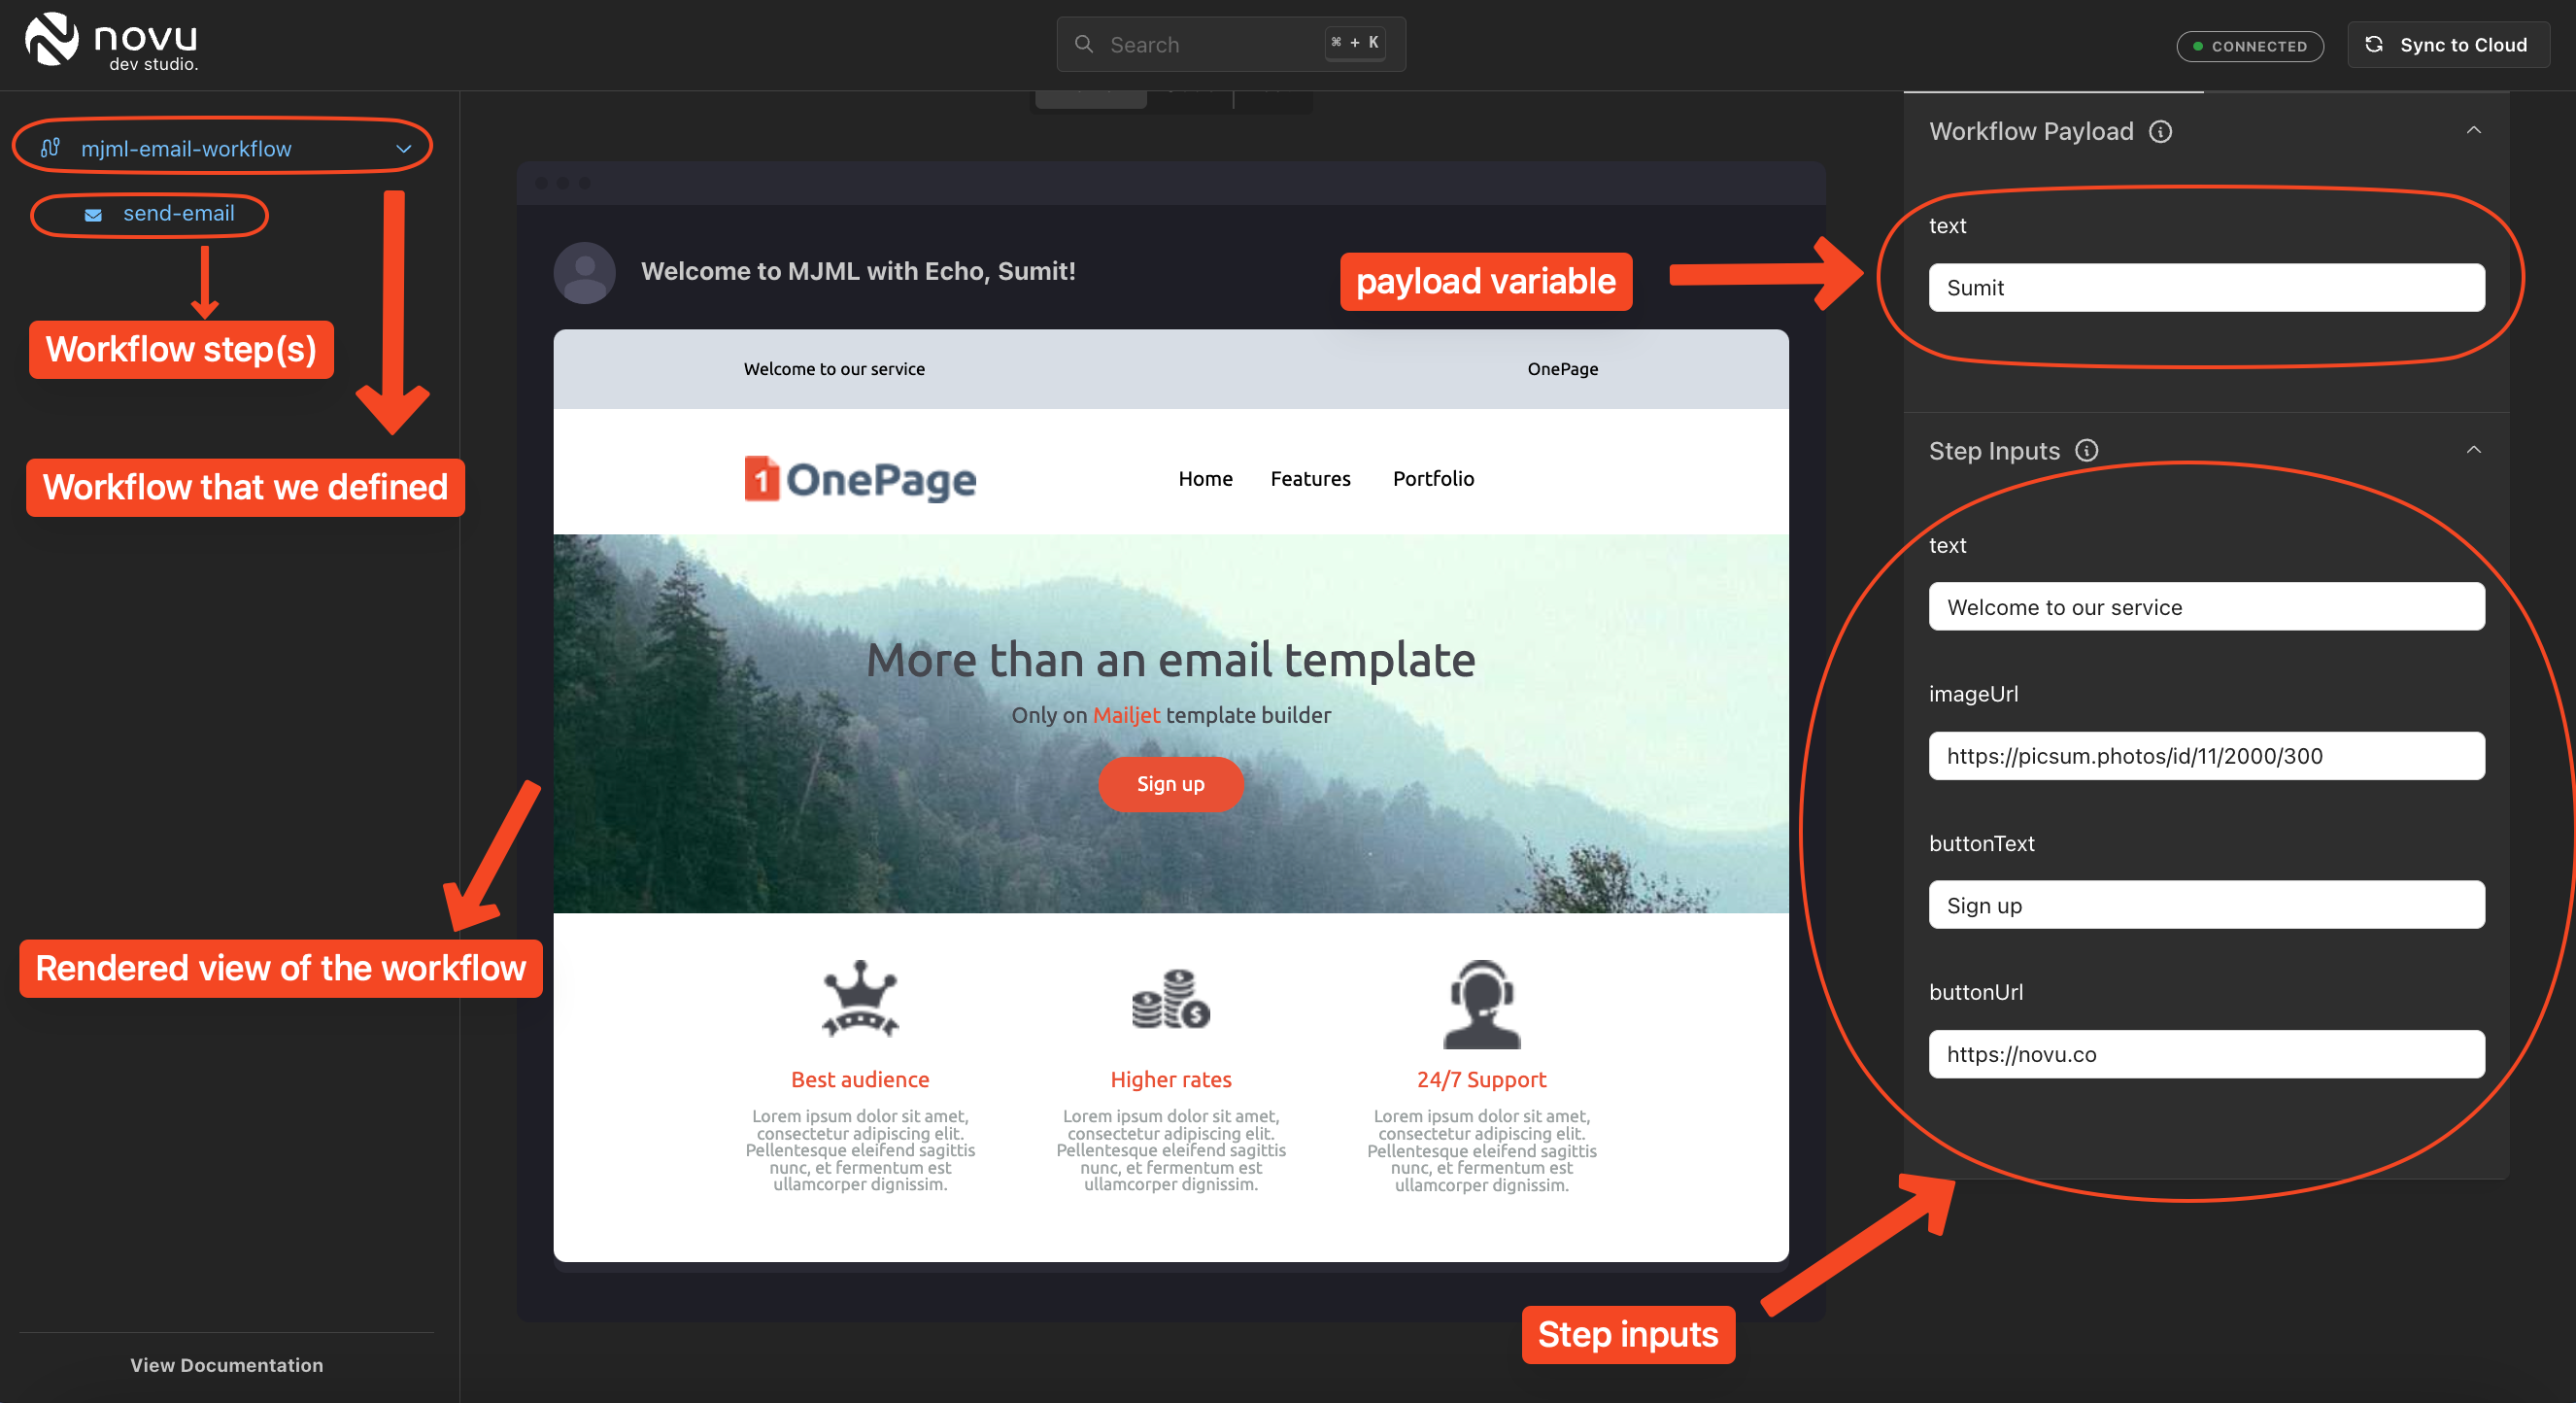 novu
dev studio.
Search
⌘ + K
CONNECTED
Sync to Cloud
mjml-email-workflow
send-email
Workflow step(s)
Workflow that we defined
Rendered view of the workflow
View Documentation
Welcome to MJML with Echo, Sumit!
Welcome to our service
OnePage
1 OnePage
Home
Features
Portfolio
More than an email template
Only on Mailjet template builder
Sign up
Best audience
Lorem ipsum dolor sit amet,
consectetur adipiscing elit.
Pellentesque eleifend sagittis
nunc, et fermentum est
ullamcorper dignissim.
Higher rates
Lorem ipsum dolor sit amet,
consectetur adipiscing elit.
Pellentesque eleifend sagittis
nunc, et fermentum est
ullamcorper dignissim.
24/7 Support
Lorem ipsum dolor sit amet,
consectetur adipiscing elit.
Pellentesque eleifend sagittis
nunc, et fermentum est
ullamcorper dignissim.
payload variable
Workflow Payload
text
Sumit
Step Inputs
text
Welcome to our service
imageUrl
https://picsum.photos/id/11/2000/300
buttonText
Sign up
buttonUrl
https://novu.co
Step inputs